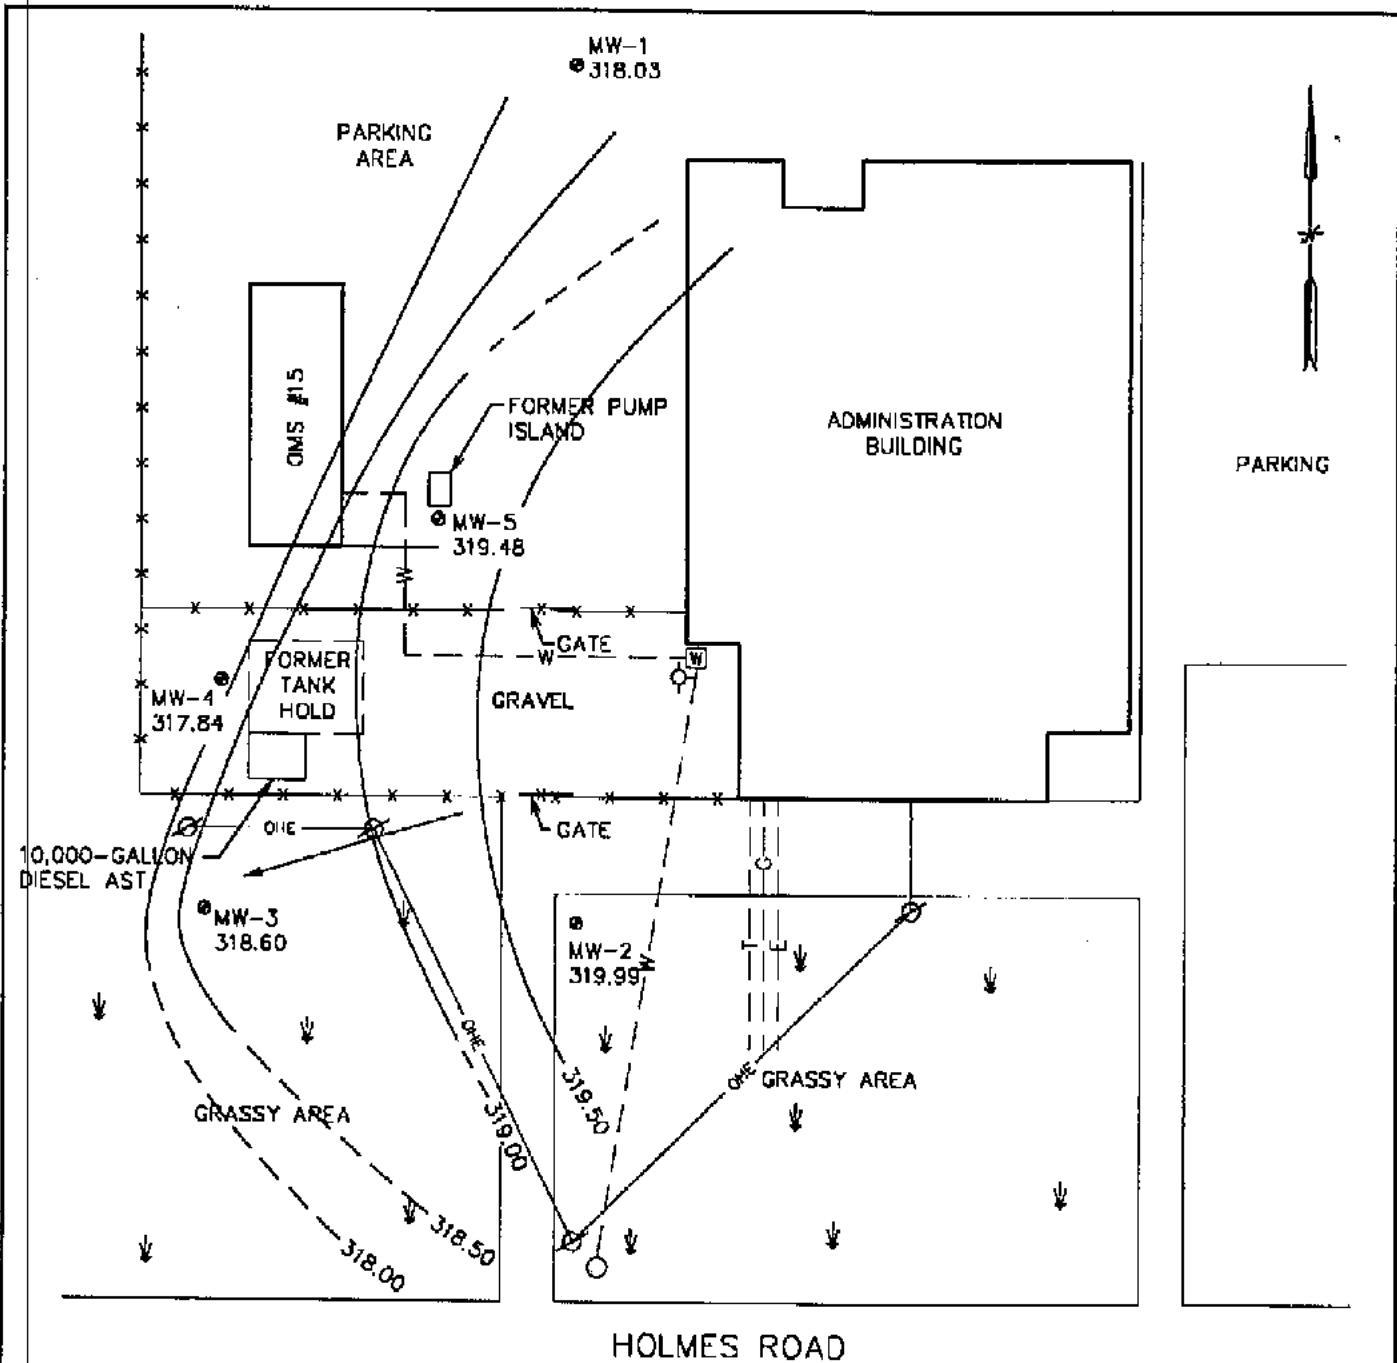 MW-1
318.03
PARKING
AREA
OMS #15
FORMER PUMP
ISLAND
ADMINISTRATION
BUILDING
PARKING
MW-5
319.48
W
GATE
W
W
FORMER
TANK
HOLD
GRAVEL
MW-4
317.84
OHE
GATE
10,000-GALLON
DIESEL AST
G
MW-3
318.60
MW-2
319.99
W
T
E
OHE
OHE
GRASSY AREA
319.50
GRASSY AREA
319.00
318.50
318.00
HOLMES ROAD